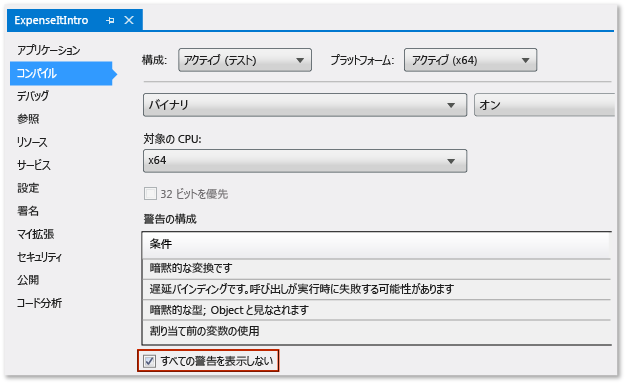 ExpenseItIntro
アプリケーション
コンパイル
デバッグ
参照
リソース
サービス
設定
署名
マイ拡張
セキュリティ
公開
コード分析
構成: アクティブ (テスト) プラットフォーム: アクティブ (x64)
バイナリ オン
対象の CPU:
x64
32 ビットを優先
警告の構成
条件
暗黙的な変換です
遅延バインディングです。呼び出しが実行時に失敗する可能性があります
暗黙的な型; Object と見なされます
割り当て前の変数の使用
すべての警告を表示しない